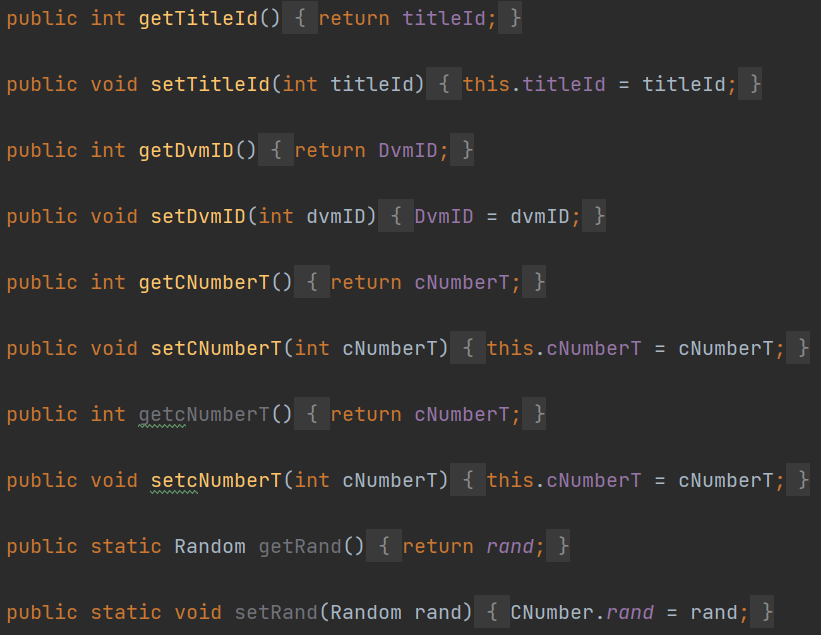 public int getTitleId() { return titleId; }
public void setTitleId(int titleId) { this.titleId = titleId; }
public int getDvmID() { return DvmID; }
public void setDvmID(int dvmID) { DvmID = dvmID; }
public int getCNumberT() { return cNumberT; }
public void setCNumberT(int cNumberT) { this.cNumberT = cNumberT; }
public int getcNumberT() { return cNumberT; }
public void setcNumberT(int cNumberT) { this.cNumberT = cNumberT; }
public static Random getRand() { return rand; }
public static void setRand(Random rand) { CNumber.rand = rand; }